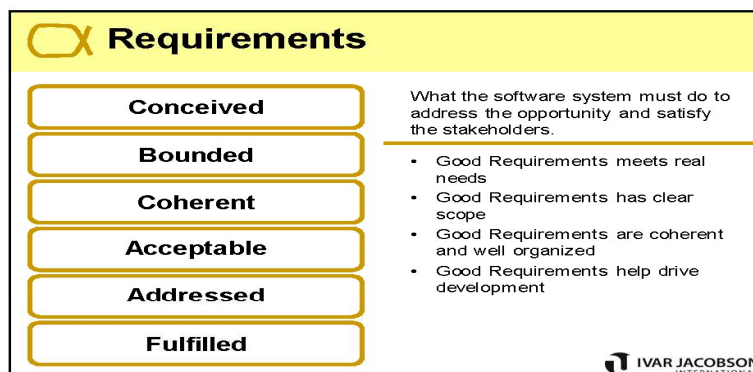 Requirements
Conceived
Bounded
Coherent
Acceptable
Addressed
Fulfilled
What the software system must do to
address the opportunity and satisfy
the stakeholders.
• Good Requirements meets real
needs
• Good Requirements has clear
scope
• Good Requirements are coherent
and well organized
• Good Requirements help drive
development
IVAR JACOBSON
INTERNATIONAL